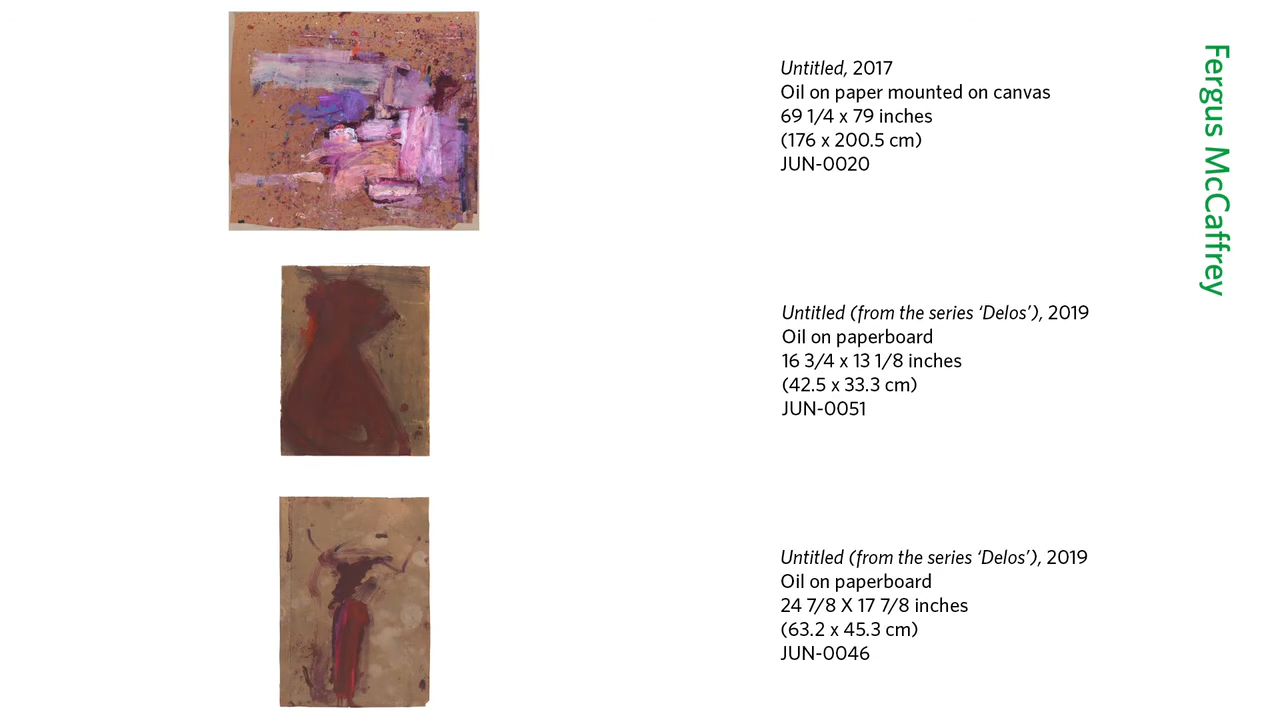 Untitled, 2017
Oil on paper mounted on canvas
69 1/4 x 79 inches
(176 x 200.5 cm)
JUN-0020
Untitled (from the series ‘Delos’), 2019
Oil on paperboard
16 3/4 x 13 1/8 inches
(42.5 x 33.3 cm)
JUN-0051
Untitled (from the series ‘Delos’), 2019
Oil on paperboard
24 7/8 X 17 7/8 inches
(63.2 x 45.3 cm)
JUN-0046
Fergus McCaffrey